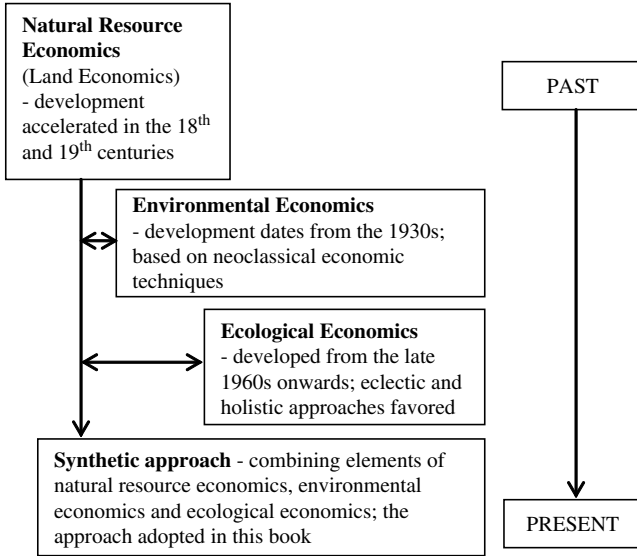 Natural Resource
Economics
(Land Economics)
- development
accelerated in the 18th
and 19th centuries
PAST
Environmental Economics
- development dates from the 1930s;
based on neoclassical economic
techniques
Ecological Economics
- developed from the late
1960s onwards; eclectic and
holistic approaches favored
Synthetic approach - combining elements of
natural resource economics, environmental
economics and ecological economics; the
approach adopted in this book
PRESENT